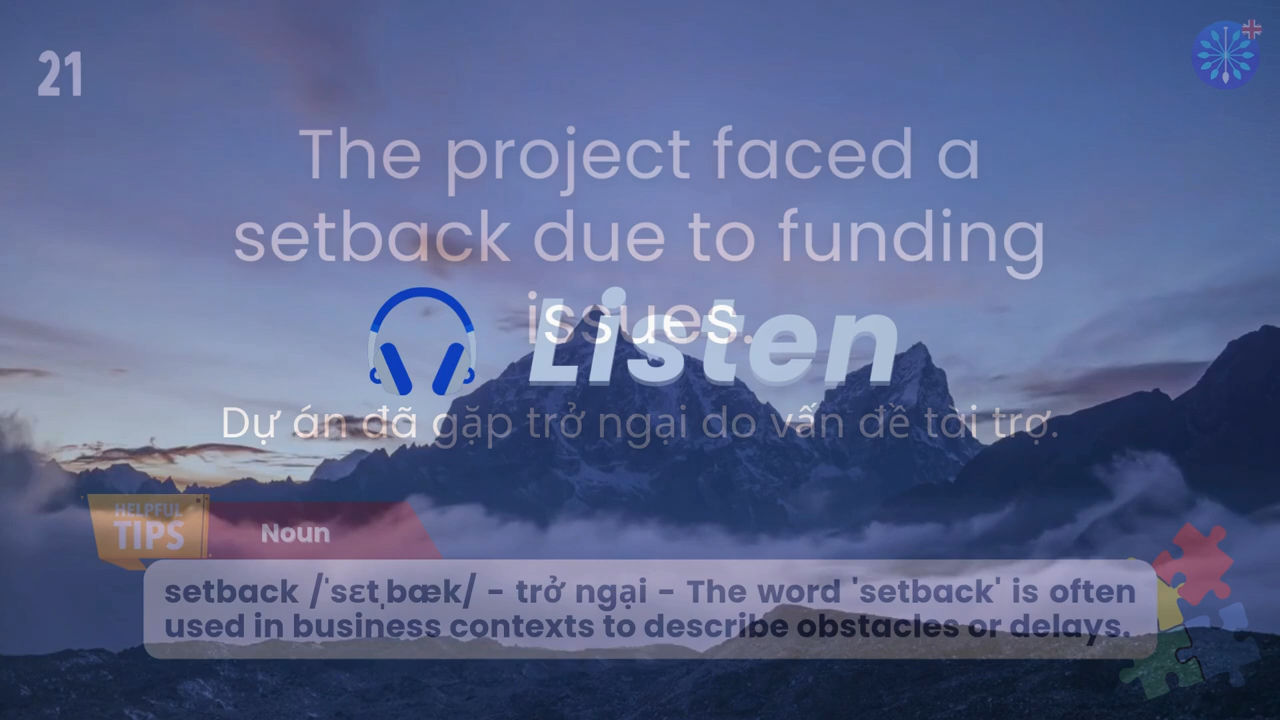 21
The project faced a
setback due to funding
issues.
Listen
Dự án đã gặp trở ngại do vấn đề tài trợ.
HELPFUL
TIPS
Noun
setback /ˈsɛtˌbæk/ - trở ngại - The word 'setback' is often
used in business contexts to describe obstacles or delays.